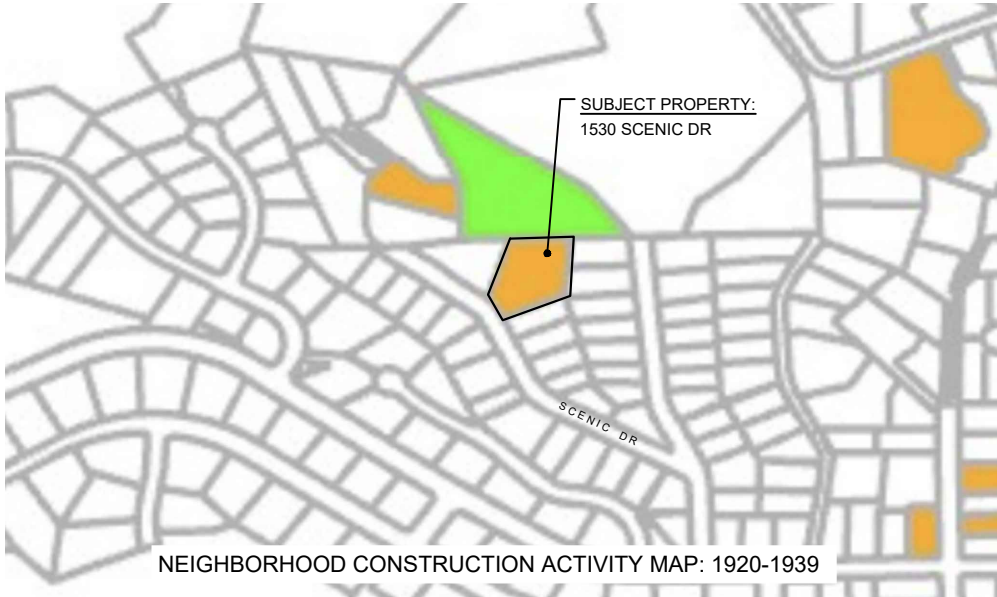 SUBJECT PROPERTY:
1530 SCENIC DR
SCENIC DR
NEIGHBORHOOD CONSTRUCTION ACTIVITY MAP: 1920-1939